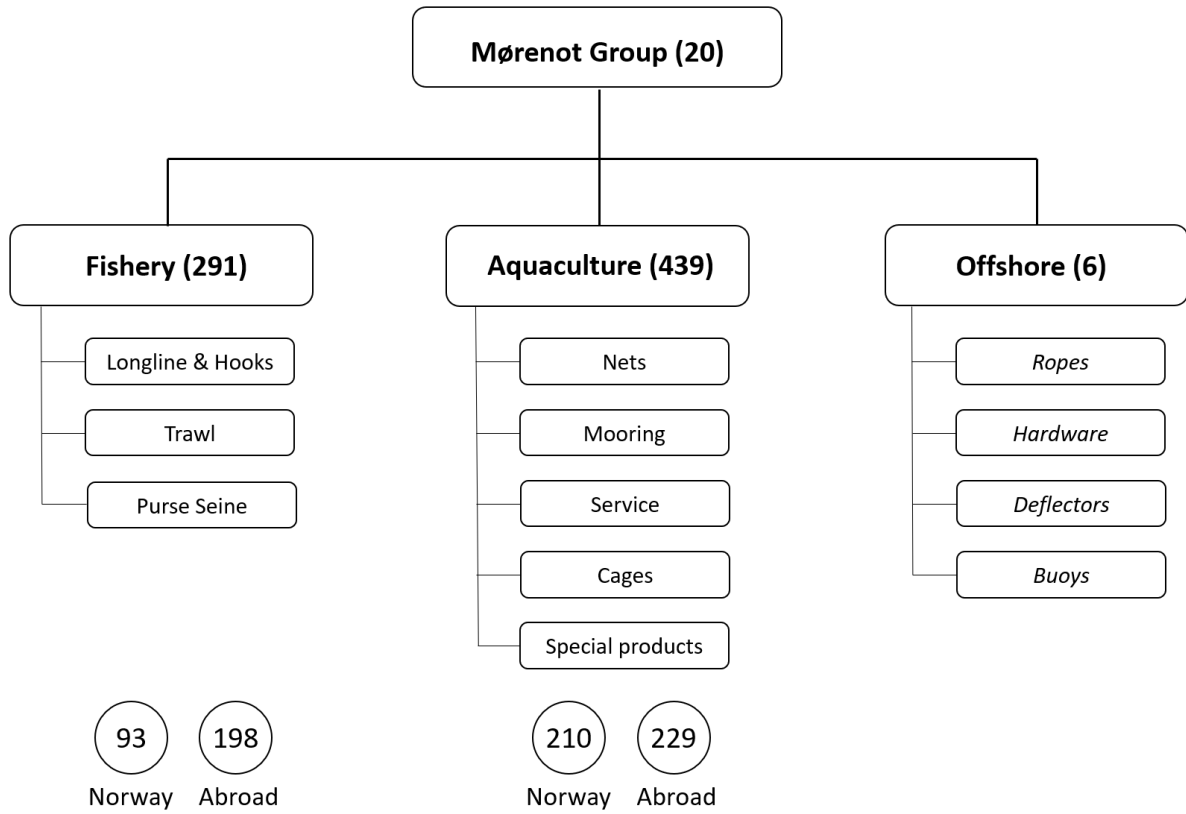 Mørenot Group (20)
Fishery (291)
Longline & Hooks
Trawl
Purse Seine
93
198
Norway
Abroad
Aquaculture (439)
Nets
Mooring
Service
Cages
Special products
210
229
Norway
Abroad
Offshore (6)
Ropes
Hardware
Deflectors
Buoys